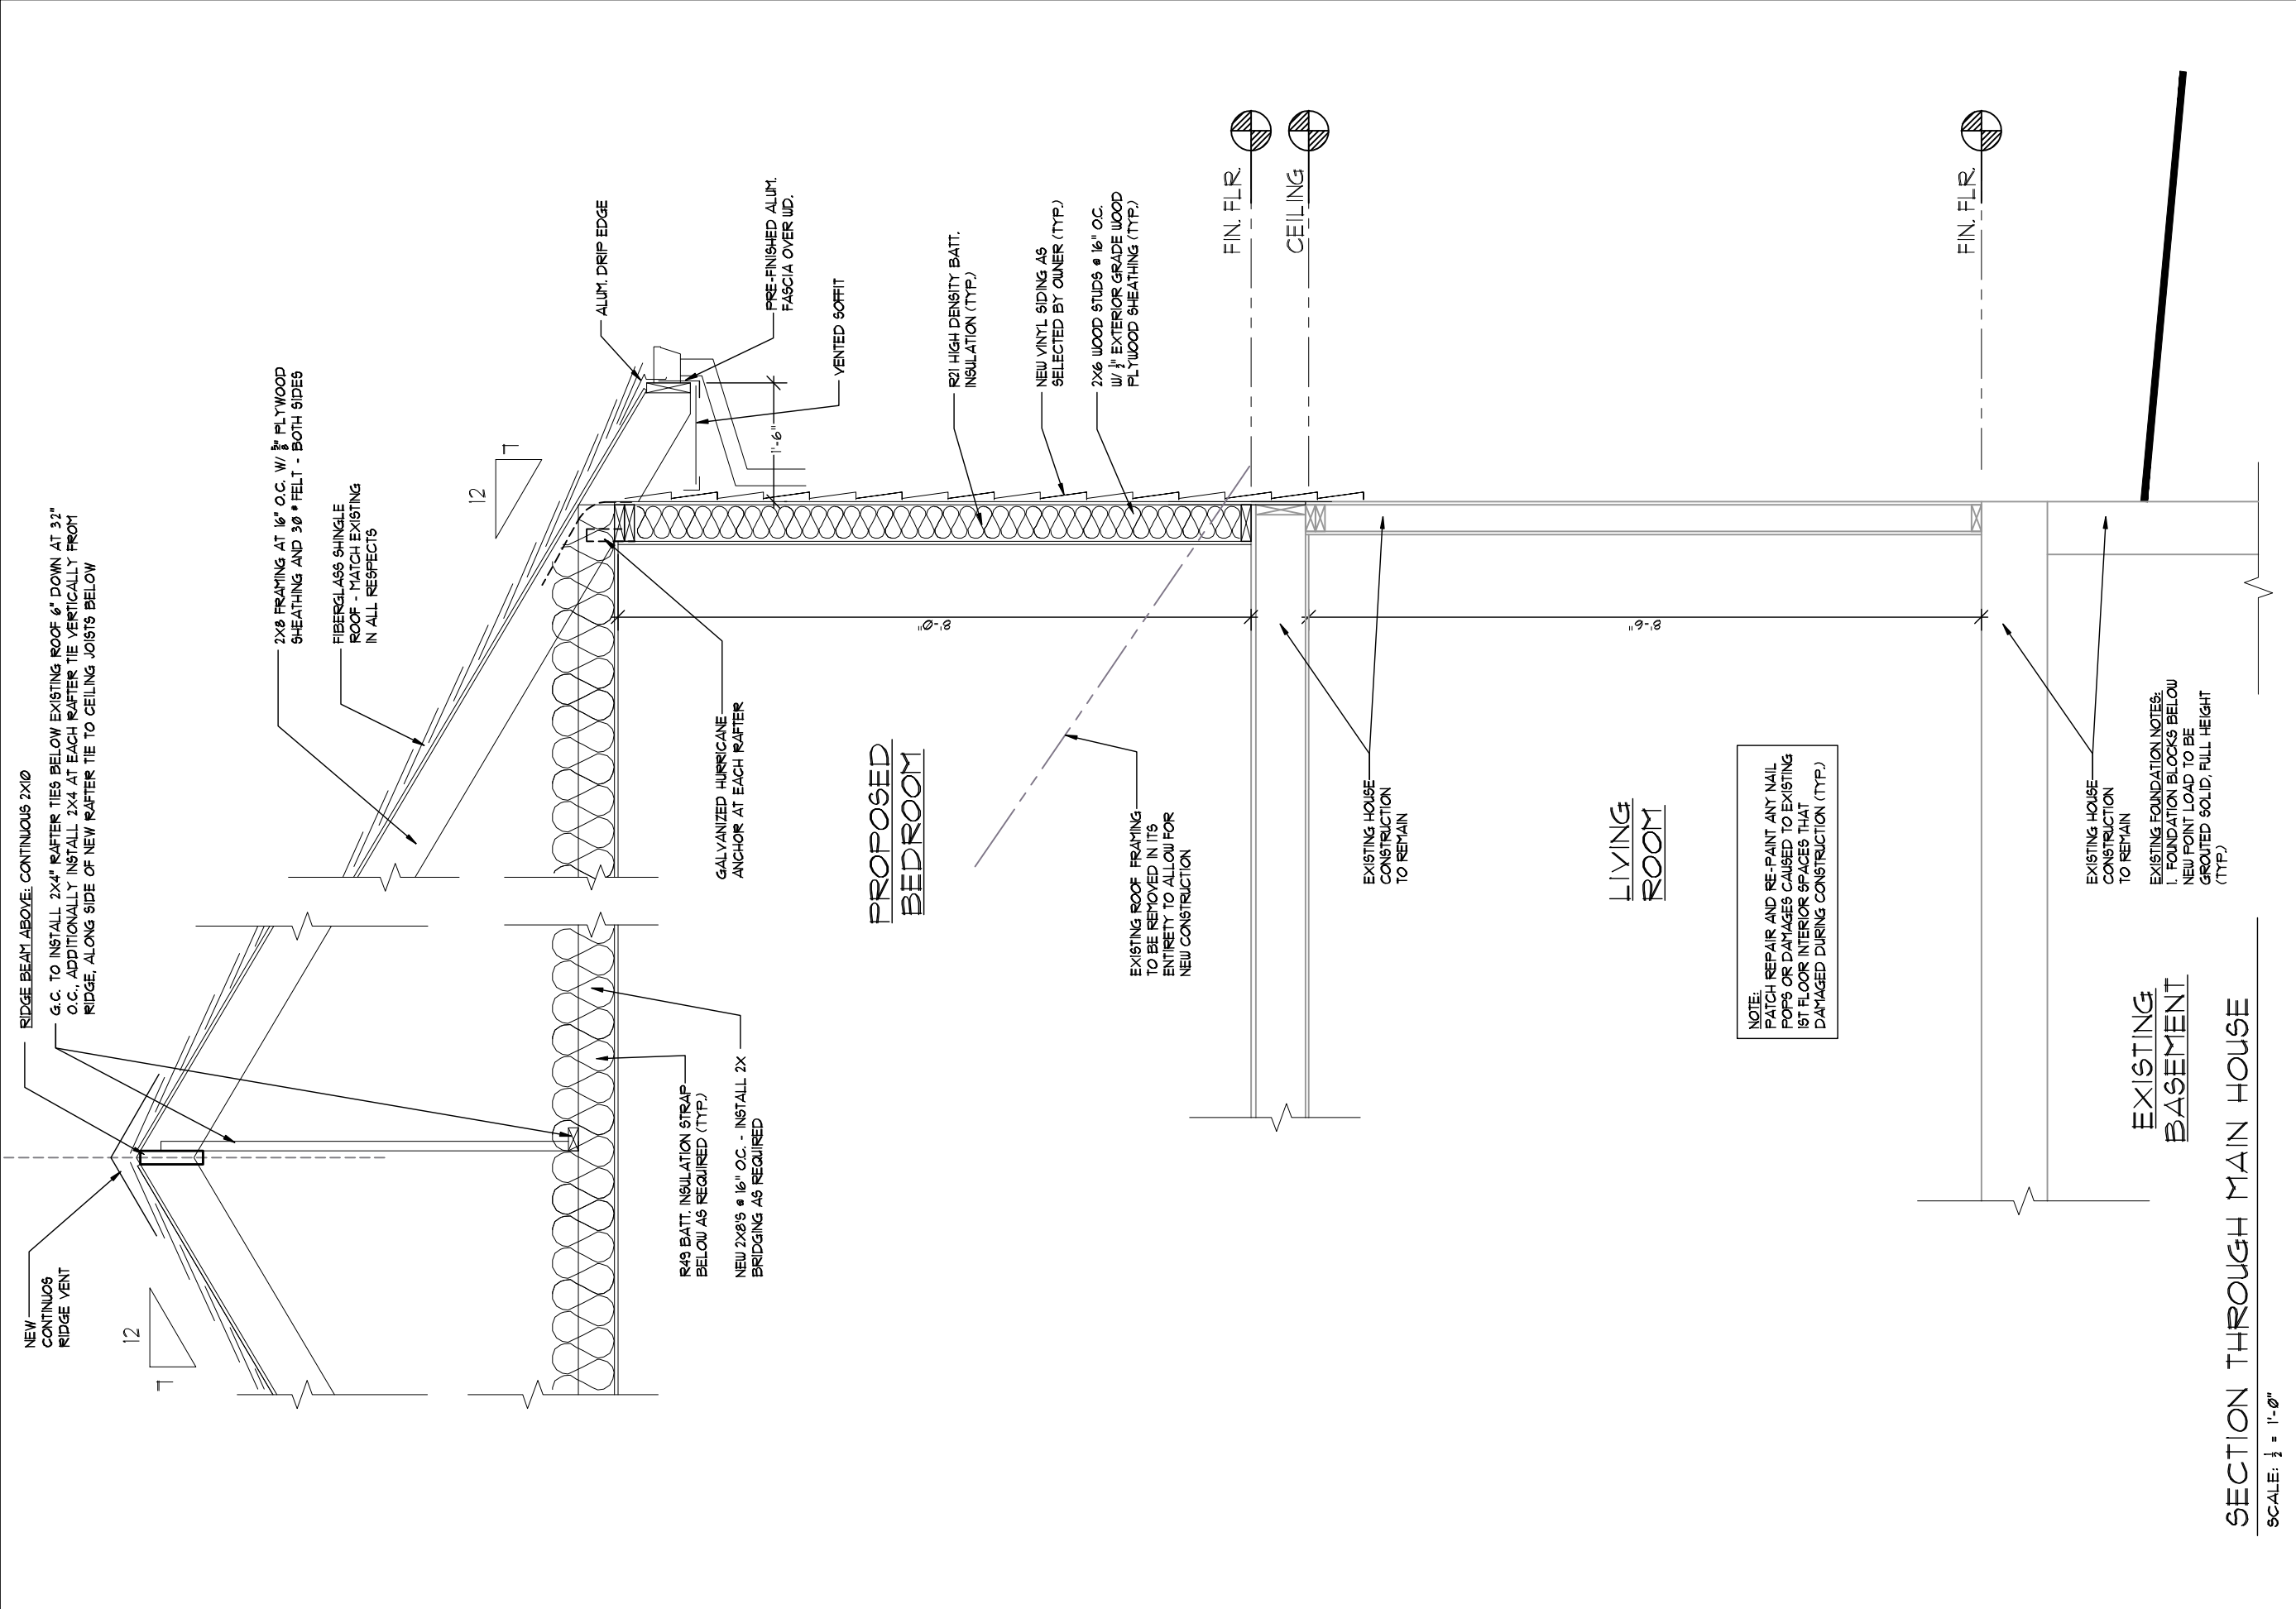 RIDGE BEAM ABOVE: CONTINUOUS 2X10
G.C. TO INSTALL 2X4" RAFTER TIES BELOW EXISTING ROOF 6" DOWN AT 32"
O.C., ADDITIONALLY INSTALL 2X4 AT EACH RAFTER TIE VERTICALLY FROM
RIDGE, ALONG SIDE OF NEW RAFTER TIE TO CEILING JOISTS BELOW
NEW
CONTINUOS
RIDGE VENT
12
7
2X8 FRAMING AT 16" O.C. W/ 5/8" PLYWOOD
SHEATHING AND 30 # FELT - BOTH SIDES
FIBERGLASS SHINGLE
ROOF - MATCH EXISTING
IN ALL RESPECTS
12
7
ALUM. DRIP EDGE
PRE-FINISHED ALUM.
FASCIA OVER WD.
VENTED SOFFIT
1'-6"
R49 BATT. INSULATION STRAP
BELOW AS REQUIRED (TYP.)
NEW 2X8'S @ 16" O.C. - INSTALL 2X
BRIDGING AS REQUIRED
GALVANIZED HURRICANE
ANCHOR AT EACH RAFTER
PROPOSED
BEDROOM
8'-0"
R21 HIGH DENSITY BATT.
INSULATION (TYP.)
NEW VINYL SIDING AS
SELECTED BY OWNER (TYP.)
2X6 WOOD STUDS @ 16" O.C.
W/ 1/2" EXTERIOR GRADE WOOD
PLYWOOD SHEATHING (TYP.)
EXISTING ROOF FRAMING
TO BE REMOVED IN ITS
ENTIRETY TO ALLOW FOR
NEW CONSTRUCTION
FIN. FLR.
CEILING
EXISTING HOUSE
CONSTRUCTION
TO REMAIN
LIVING
ROOM
8'-6"
NOTE:
PATCH REPAIR AND RE-PAINT ANY NAIL
POPS OR DAMAGES CAUSED TO EXISTING
1ST FLOOR INTERIOR SPACES THAT
DAMAGED DURING CONSTRUCTION (TYP.)
FIN. FLR.
EXISTING HOUSE
CONSTRUCTION
TO REMAIN
EXISTING FOUNDATION NOTES:
1. FOUNDATION BLOCKS BELOW
NEW POINT LOAD TO BE
GROUTED SOLID, FULL HEIGHT
(TYP.)
EXISTING
BASEMENT
SECTION THROUGH MAIN HOUSE
SCALE: 1/2 = 1'-0"